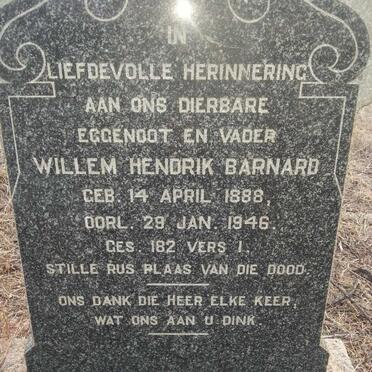 IN
LIEFDEVOLLE HERINNERING
AAN ONS DIERBARE
EGGENOOT EN VADER
WILLEM HENDRIK BARNARD
GEB. 14 APRIL 1888,
OORL. 29 JAN. 1946.
GES. 182 VERS 1.
STILLE RUS PLAAS VAN DIE DOOD.
ONS DANK DIE HEER ELKE KEER,
WAT ONS AAN U DINK.